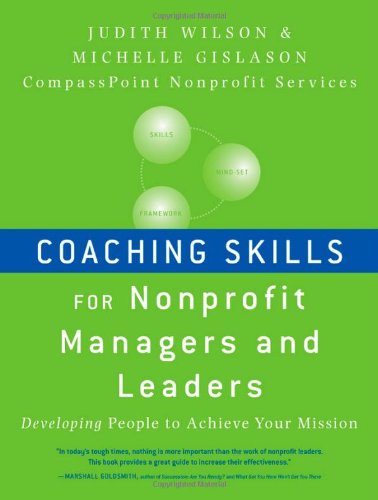 JUDITH WILSON &
MICHELLE GISLASON
CompassPoint Nonprofit Services
SKILLS
MIND-SET
FRAMEWORK
COACHING SKILLS
FOR Nonprofit
Managers and
Leaders
Developing People to Achieve Your Mission
"In today's tough times, nothing is more important than the work of nonprofit leaders.
This book provides a great guide to increase their effectiveness."
—MARSHALL GOLDSMITH, author of Succession: Are You Ready? and What Got You Here Won't Get You There